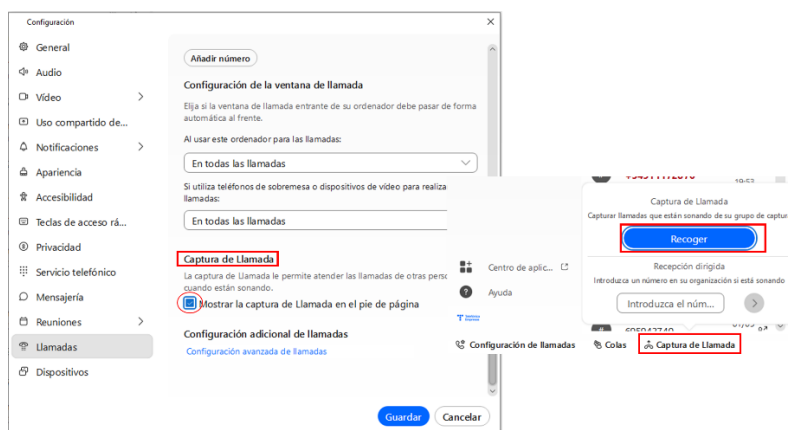 Configuración
General
Audio
Vídeo
Uso compartido de...
Notificaciones
Apariencia
Accesibilidad
Teclas de acceso rá...
Privacidad
Servicio telefónico
Mensajería
Reuniones
Llamadas
Dispositivos
Añadir número
Configuración de la ventana de llamada
Elija si la ventana de llamada entrante de su ordenador debe pasar de forma
automática al frente.
Al usar este ordenador para las llamadas:
En todas las llamadas
Si utiliza teléfonos de sobremesa o dispositivos de vídeo para realiza
llamadas:
En todas las llamadas
Captura de Llamada
La captura de Llamada le permite atender las llamadas de otras perso
cuando están sonando.
Mostrar la captura de Llamada en el pie de página
Configuración adicional de llamadas
Configuración avanzada de llamadas
Guardar
Cancelar
Centro de aplic...
Ayuda
19:53
Captura de Llamada
Capturar llamadas que están sonando de su grupo de captur
Recoger
Recepción dirigida
Introduzca un número en su organización si está sonando
Introduzca el núm...
Configuración de llamadas
Colas
Captura de Llamada